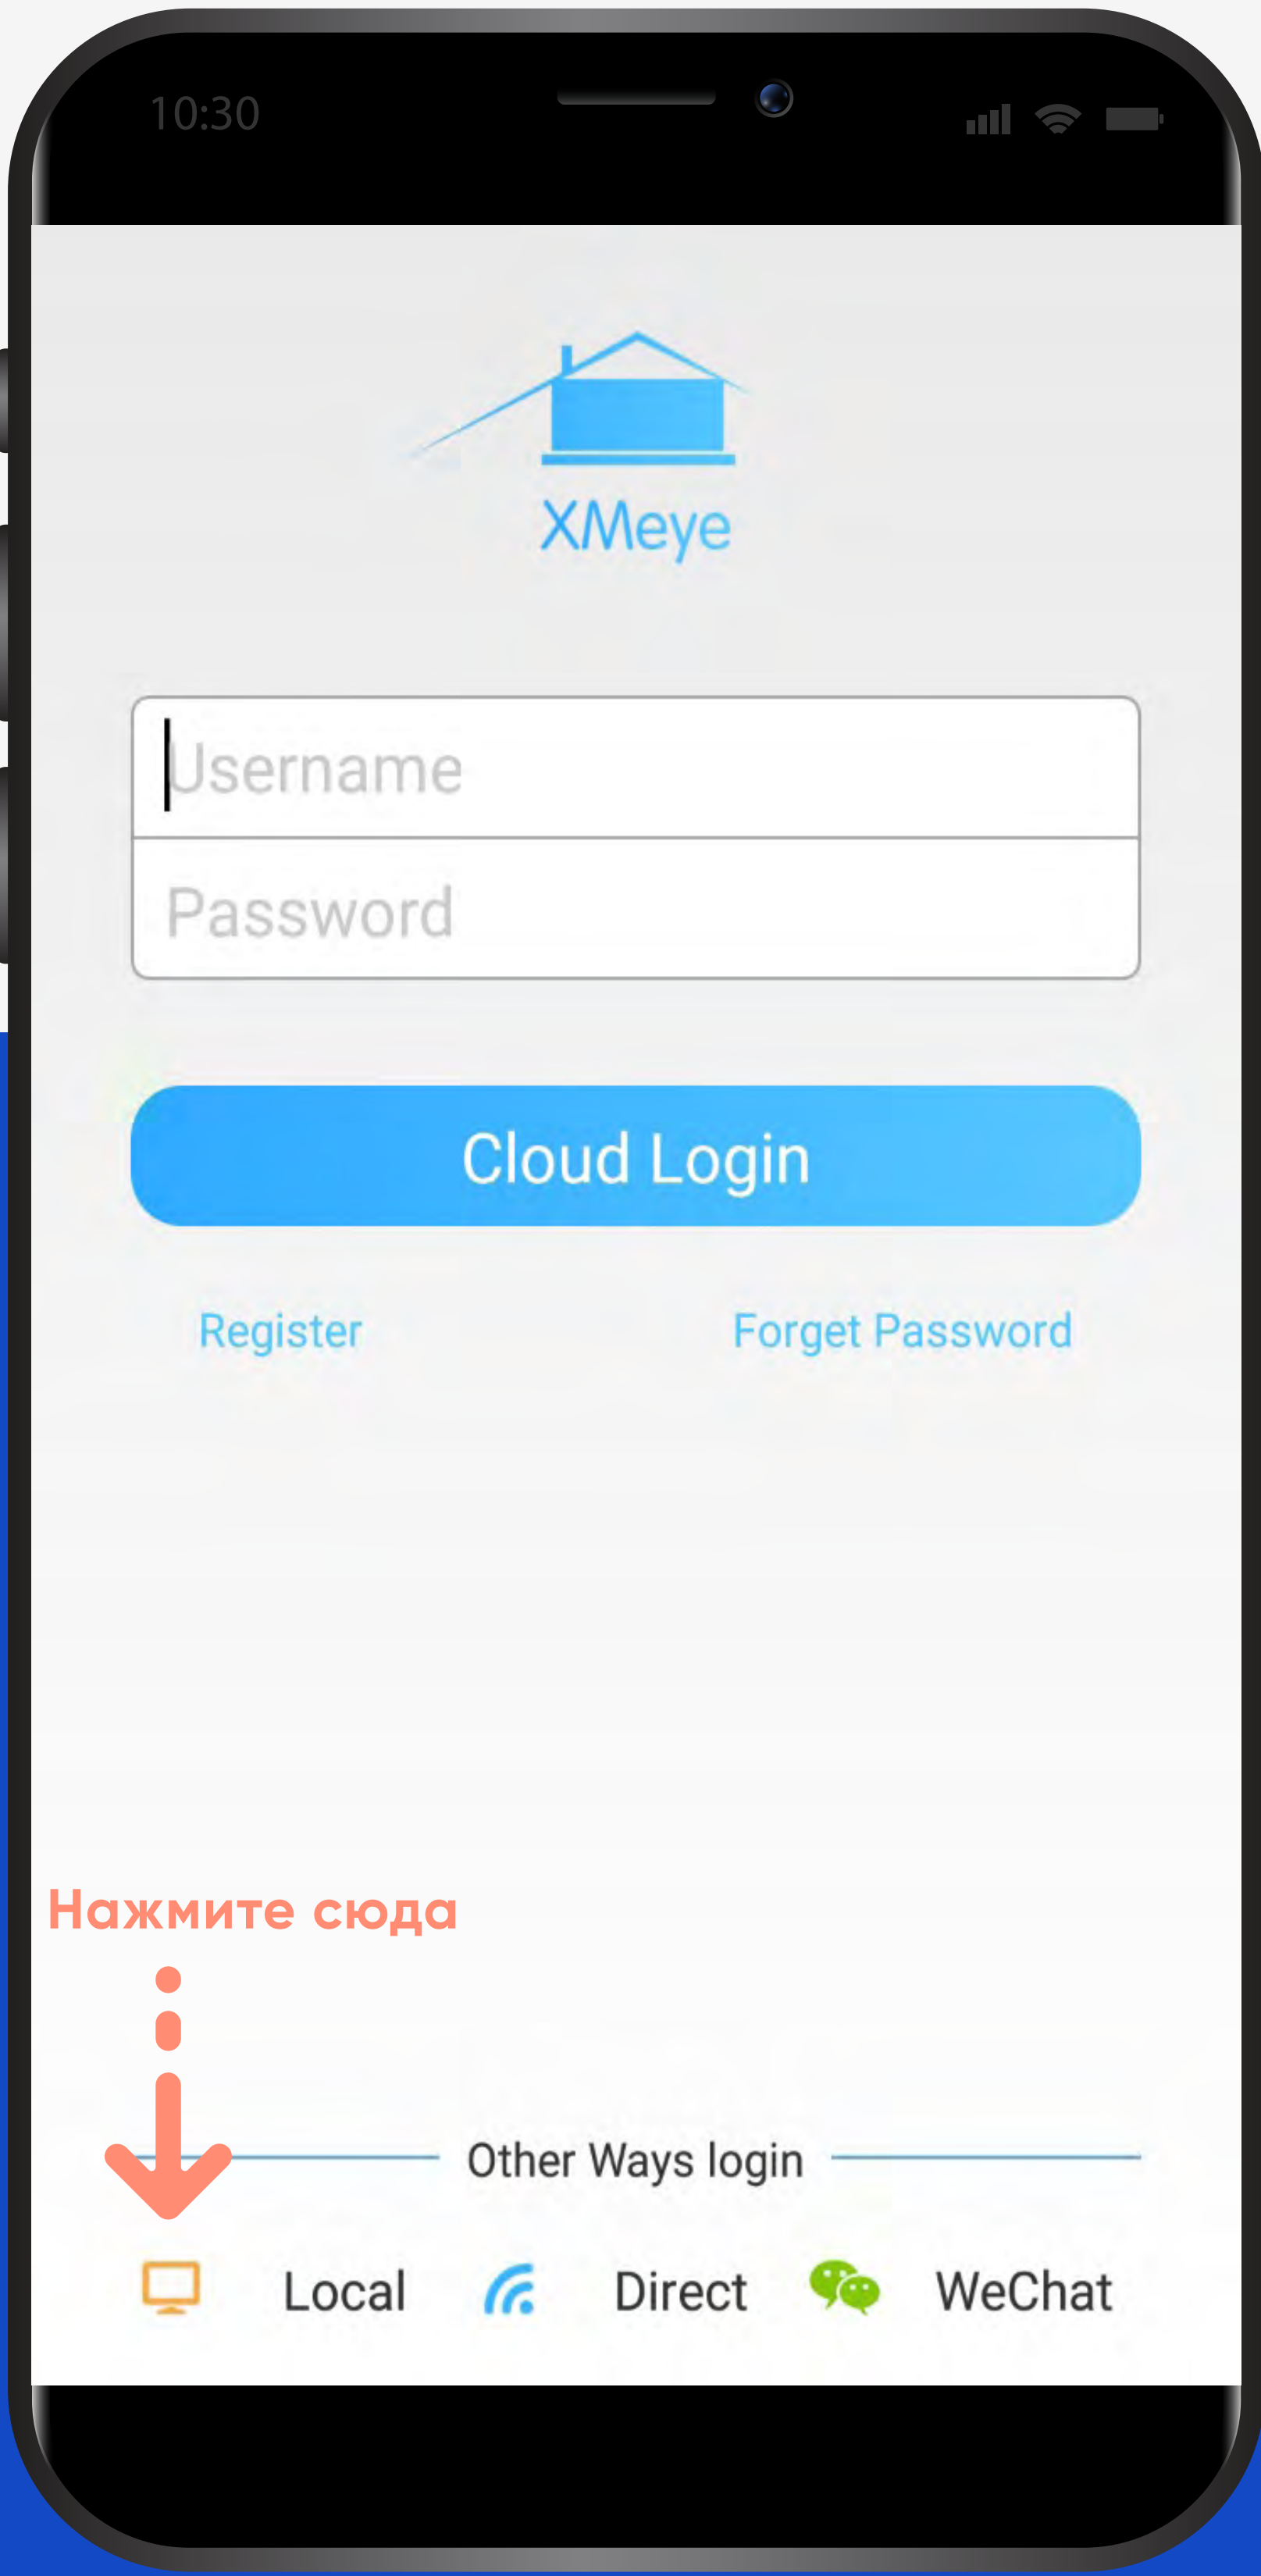 10:30
XMeye
Username
Password
Cloud Login
Register Forget Password
Нажмите сюда
Other Ways login
Local Direct WeChat